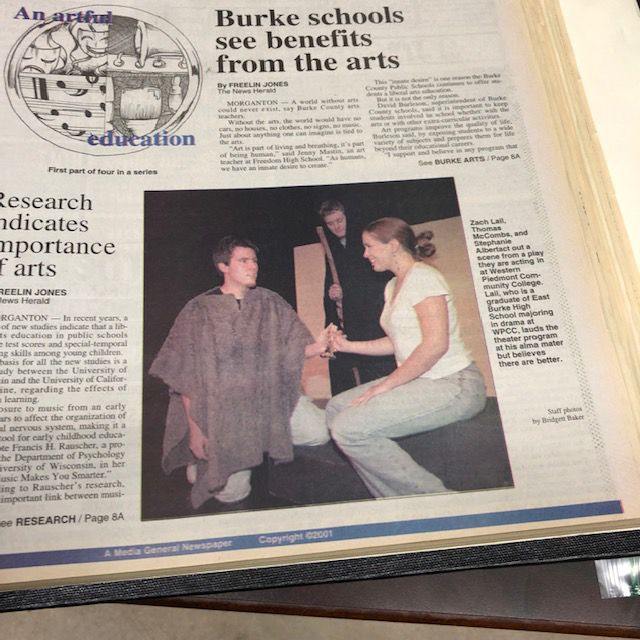 An artful
education
First part of four in a series
Burke schools
see benefits
from the arts
By FREELIN JONES
The News Herald
MORGANTON — A world without arts
could never exist, say Burke County arts
teachers.
Without the arts, the world would have no
cars, no houses, no clothes, no signs, no music.
Just about anything one can imagine is tied to
the arts.
"Art is part of living and breathing, it's part
of being human," said Jenny Mastin, an art
teacher at Freedom High School. "As humans,
we have an innate desire to create."
This "innate desire" is one reason the Burke
County Public Schools continues to offer stu-
dents a liberal arts education.
But it is not the only reason.
David Burleson, superintendent of Burke
County schools, said it is important to keep
students involved in school whether with the
arts or with other extra-curricular activities.
Art programs improve the quality of life,
Burleson said, by exposing students to a wide
variety of subjects and prepares them for life
beyond their educational careers.
"I support and believe in any program that
See BURKE ARTS / Page 8A
Research
ndicates
mportance
f arts
REELIN JONES
News Herald
RGANTON — In recent years, a
of new studies indicate that a lib-
ts education in public schools
e test scores and special-temporal
ng skills among young children.
basis for all the new studies is a
udy between the University of
in and the University of Califor-
ine, regarding the effects of
learning.
osure to music from an early
ars to affect the organization of
al nervous system, making it a
tool for early childhood educa-
ote Francis H. Rauscher, a pro-
the Department of Psychology
iversity of Wisconsin, in her
usic Makes You Smarter."
ing to Rauscher's research,
important link between musi-
ee RESEARCH / Page 8A
Zach Lail,
Thomas
McCombs, and
Stephanie
Albertact out a
scene from a play
they are acting in
at Western
Piedmont Com-
munity College.
Lail, who is a
graduate of East
Burke High
School majoring
in drama at
WPCC, lauds the
theater program
at his alma mater
but believes
there are better.
Staff photos
by Bridgett Baker
A Media General Newspaper Copyright ©2001